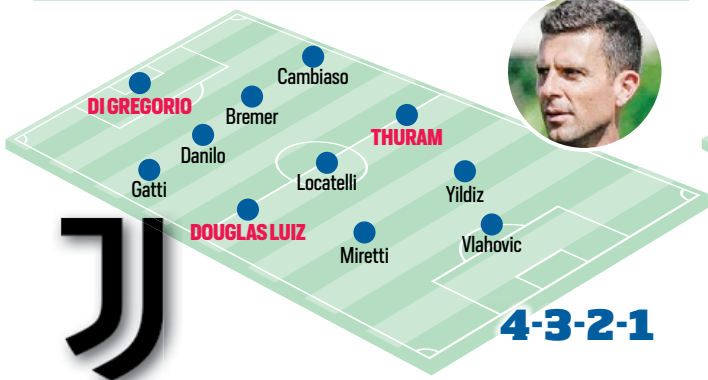 Cambiaso
DI GREGORIO
Bremer
THURAM
Danilo
Gatti
Locatelli
Yildiz
DOUGLAS LUIZ
Miretti
Vlahovic
4-3-2-1